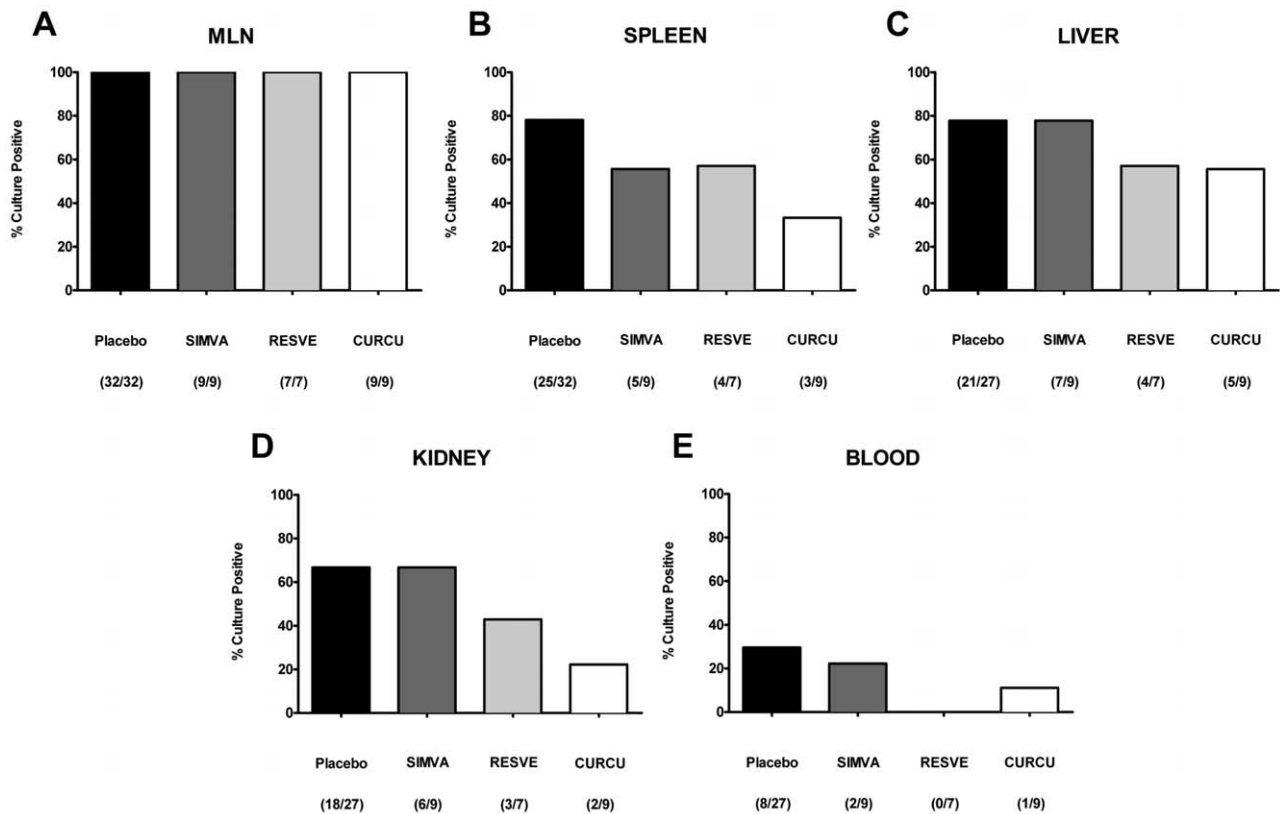 A
MLN
% Culture Positive
100
80
60
40
20
0
Placebo SIMVA RESVE CURCU
(32/32) (9/9) (7/7) (9/9)
B
SPLEEN
% Culture Positive
100
80
60
40
20
0
Placebo SIMVA RESVE CURCU
(25/32) (5/9) (4/7) (3/9)
C
LIVER
% Culture Positive
100
80
60
40
20
0
Placebo SIMVA RESVE CURCU
(21/27) (7/9) (4/7) (5/9)
D
KIDNEY
% Culture Positive
100
80
60
40
20
0
Placebo SIMVA RESVE CURCU
(18/27) (6/9) (3/7) (2/9)
E
BLOOD
% Culture Positive
100
80
60
40
20
0
Placebo SIMVA RESVE CURCU
(8/27) (2/9) (0/7) (1/9)